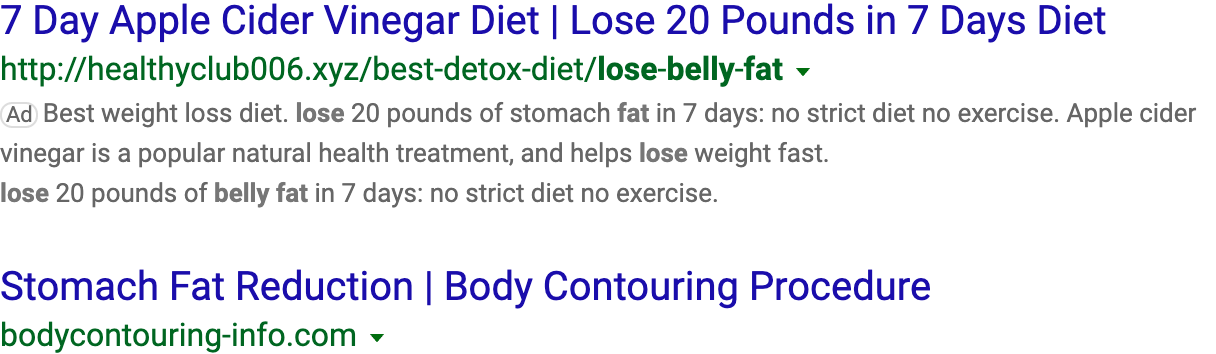 7 Day Apple Cider Vinegar Diet | Lose 20 Pounds in 7 Days Diet
http://healthyclub006.xyz/best-detox-diet/lose-belly-fat
Ad Best weight loss diet. lose 20 pounds of stomach fat in 7 days: no strict diet no exercise. Apple cider
vinegar is a popular natural health treatment, and helps lose weight fast.
lose 20 pounds of belly fat in 7 days: no strict diet no exercise.
Stomach Fat Reduction | Body Contouring Procedure
bodycontouring-info.com